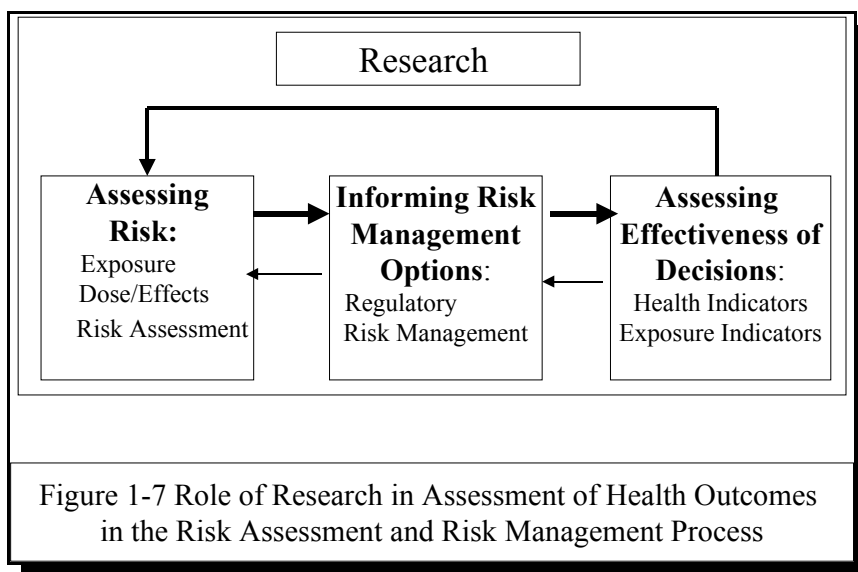 Research
Assessing
Risk:
Exposure
Dose/Effects
Risk Assessment
Informing Risk
Management
Options:
Regulatory
Risk Management
Assessing
Effectiveness of
Decisions:
Health Indicators
Exposure Indicators
Figure 1-7 Role of Research in Assessment of Health Outcomes
in the Risk Assessment and Risk Management Process